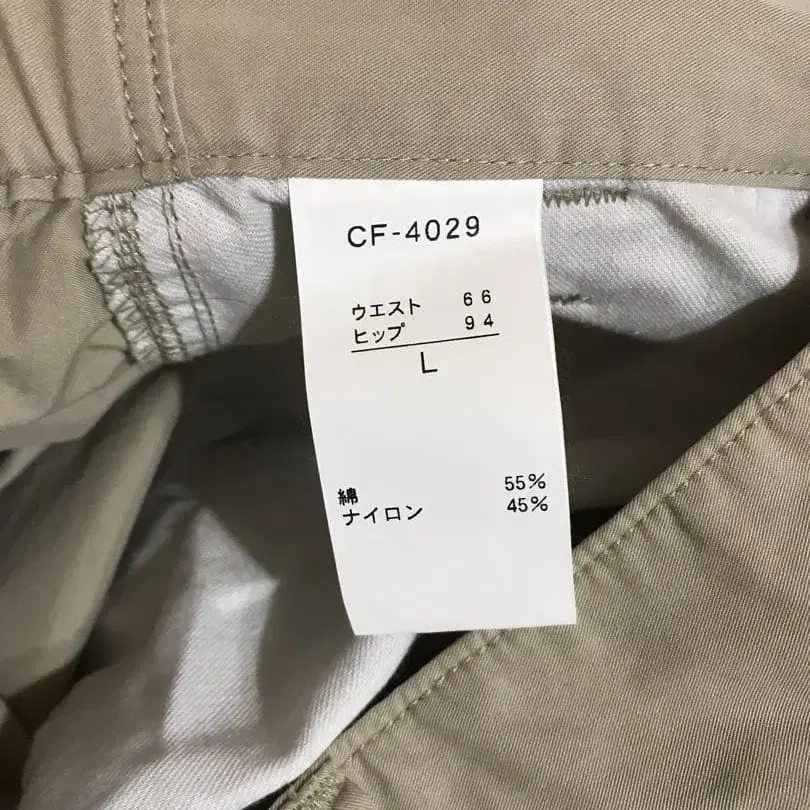 CF-4029
ウエスト 66
ヒップ 94
L
綿 55%
ナイロン 45%